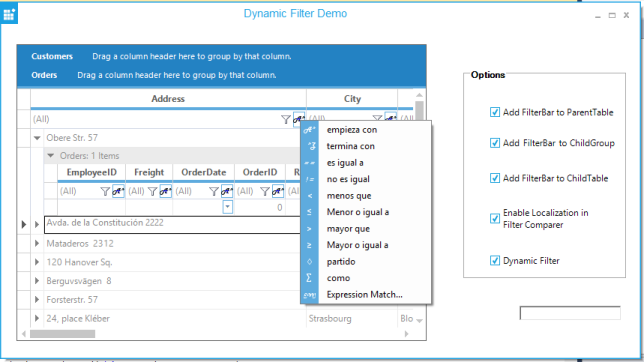 Dynamic Filter Demo
Customers Drag a column header here to group by that column.
Orders Drag a column header here to group by that column.
Address City
(All) (All) (All)
Obere Str. 57
Orders: 1 Items
EmployeeID Freight OrderDate OrderID R
(All) (All) (All) (All) (All)
0
Avda. de la Constitución 2222
Mataderos 2312
120 Hanover Sq.
Berguvsvägen 8
Forsterstr. 57
24, place Kléber Strasbourg Blo
empieza con
termina con
== es igual a
!= no es igual
< menos que
≤ Menor o igual a
> mayor que
≥ Mayor o igual a
◊ partido
Σ como
Expression Match...
Options
Add FilterBar to ParentTable
Add FilterBar to ChildGroup
Add FilterBar to ChildTable
Enable Localization in
Filter Comparer
Dynamic Filter